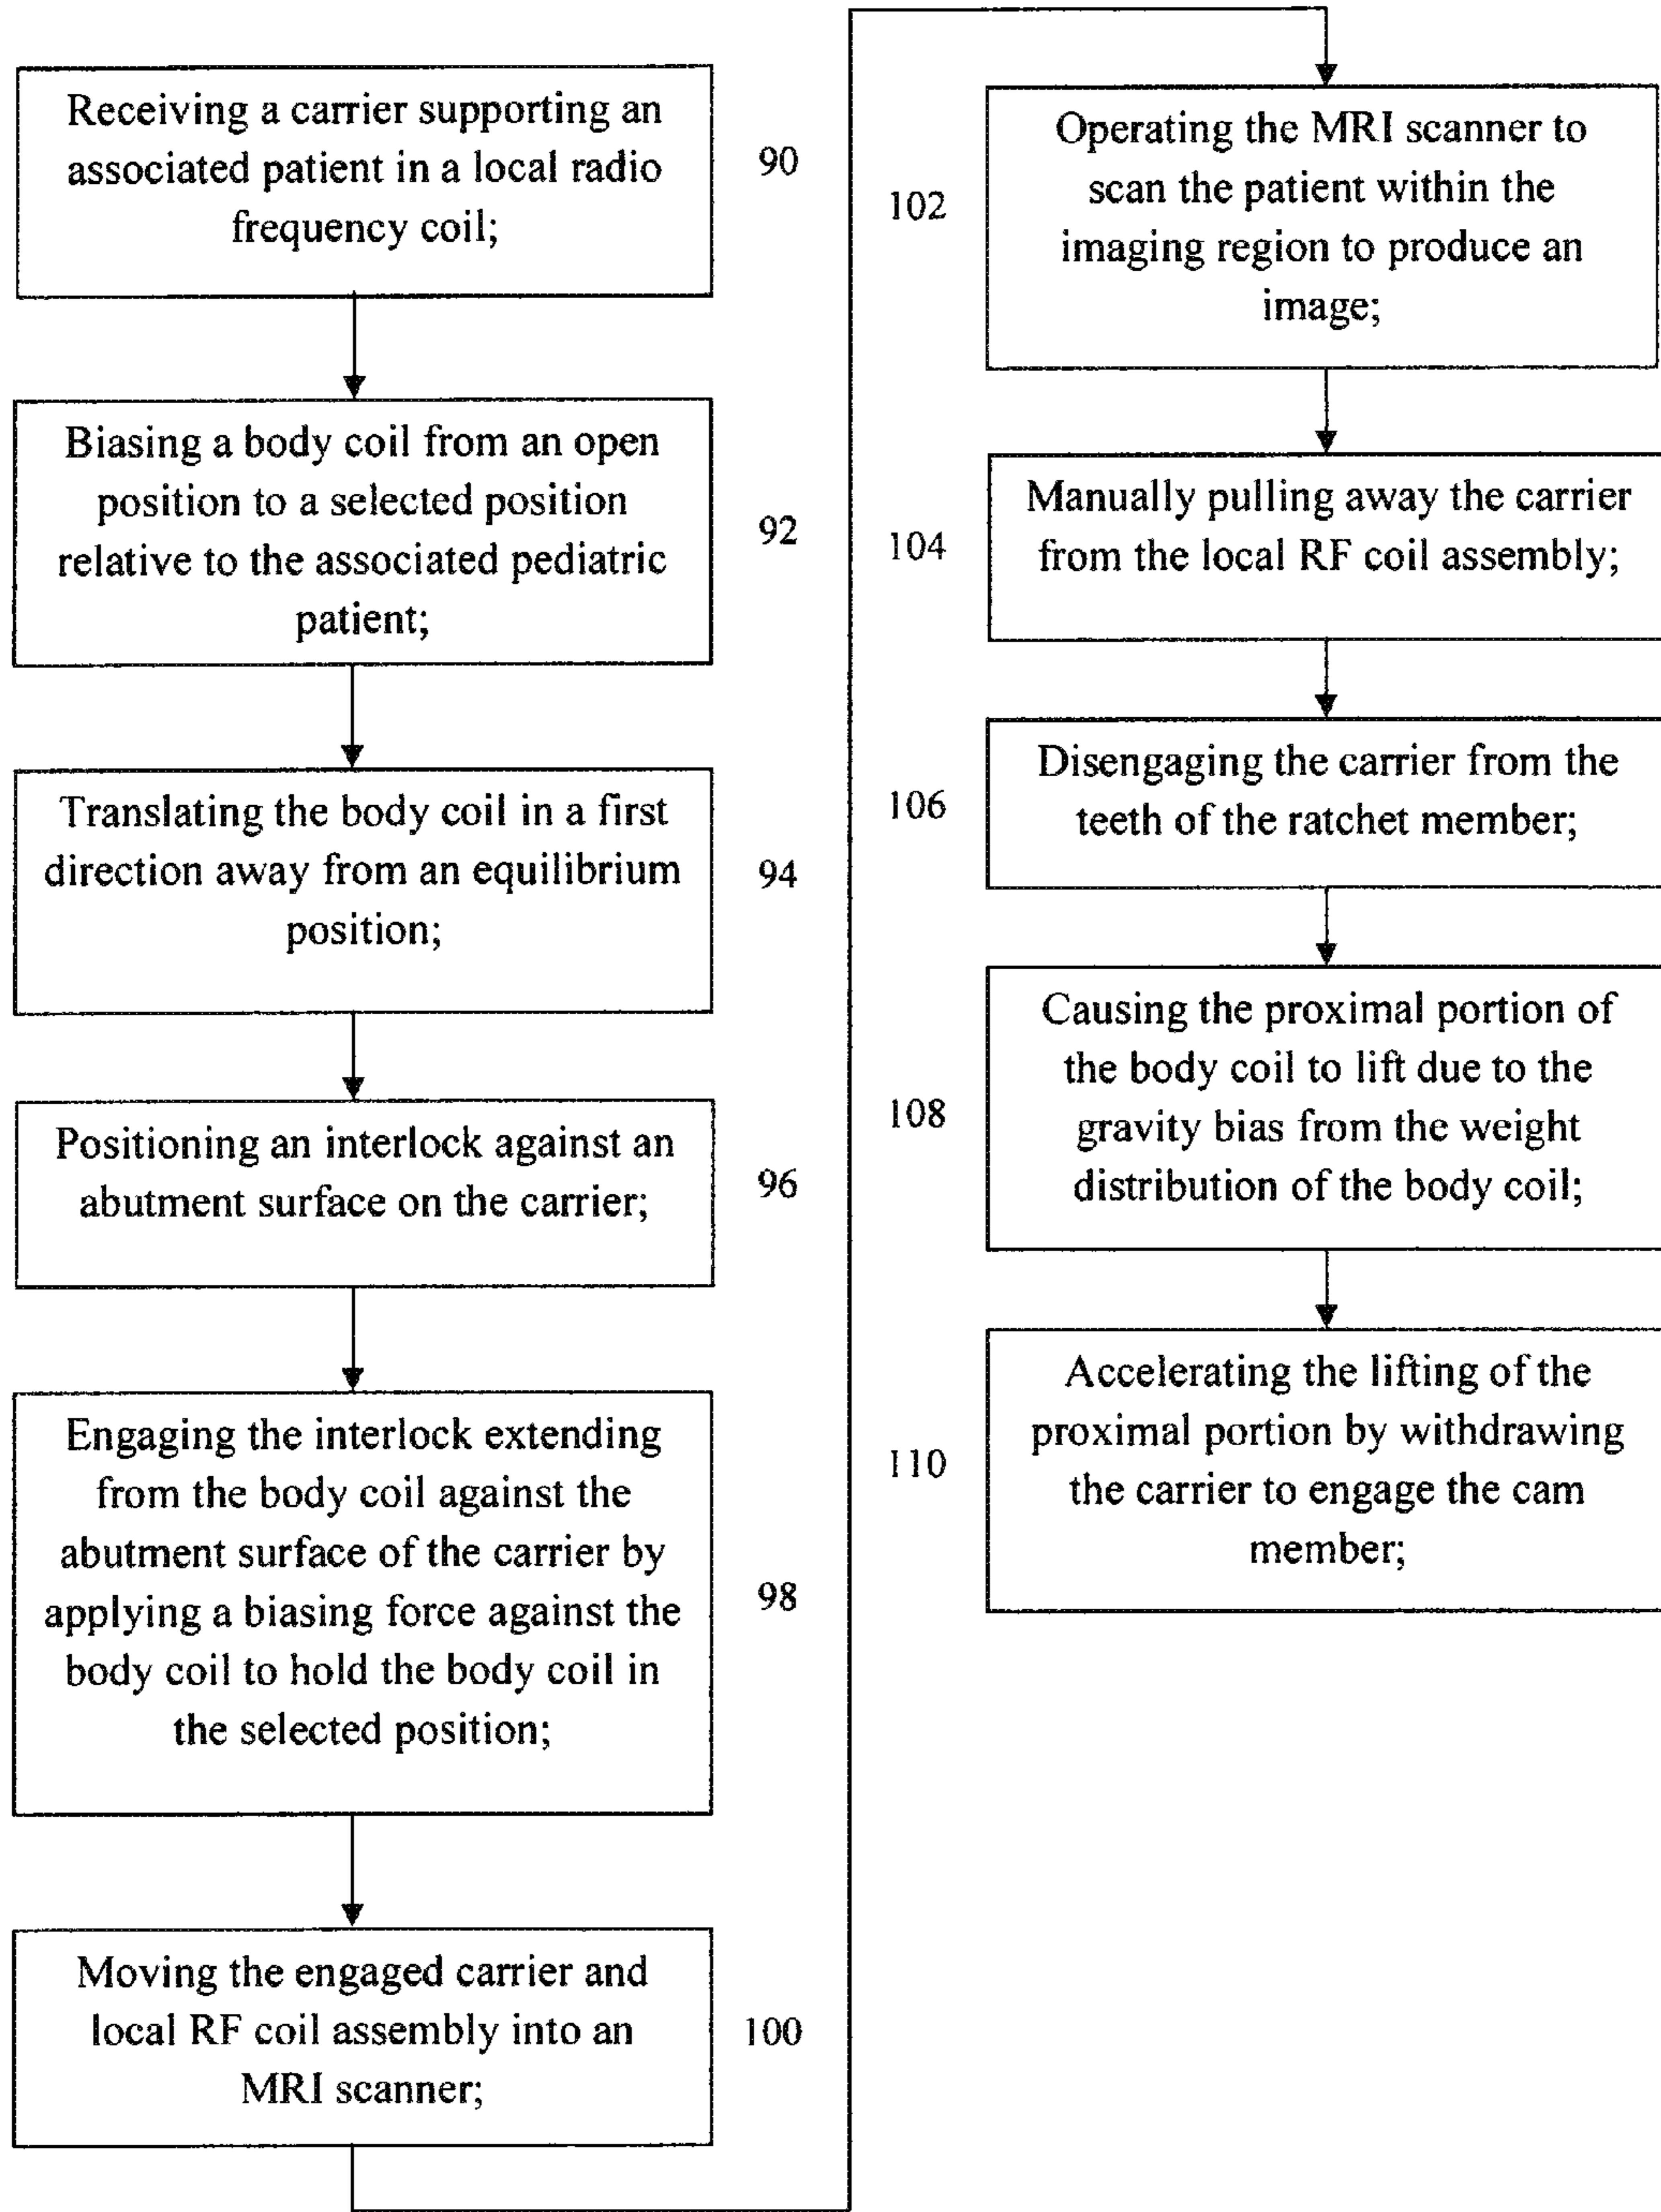 Receiving a carrier supporting an
associated patient in a local radio
frequency coil;
90
Biasing a body coil from an open
position to a selected position
relative to the associated pediatric
patient;
92
Translating the body coil in a first
direction away from an equilibrium
position;
94
Positioning an interlock against an
abutment surface on the carrier;
96
Engaging the interlock extending
from the body coil against the
abutment surface of the carrier by
applying a biasing force against the
body coil to hold the body coil in
the selected position;
98
Moving the engaged carrier and
local RF coil assembly into an
MRI scanner;
100
Operating the MRI scanner to
scan the patient within the
imaging region to produce an
image;
102
Manually pulling away the carrier
from the local RF coil assembly;
104
Disengaging the carrier from the
teeth of the ratchet member;
106
Causing the proximal portion of
the body coil to lift due to the
gravity bias from the weight
distribution of the body coil;
108
Accelerating the lifting of the
proximal portion by withdrawing
the carrier to engage the cam
member;
110